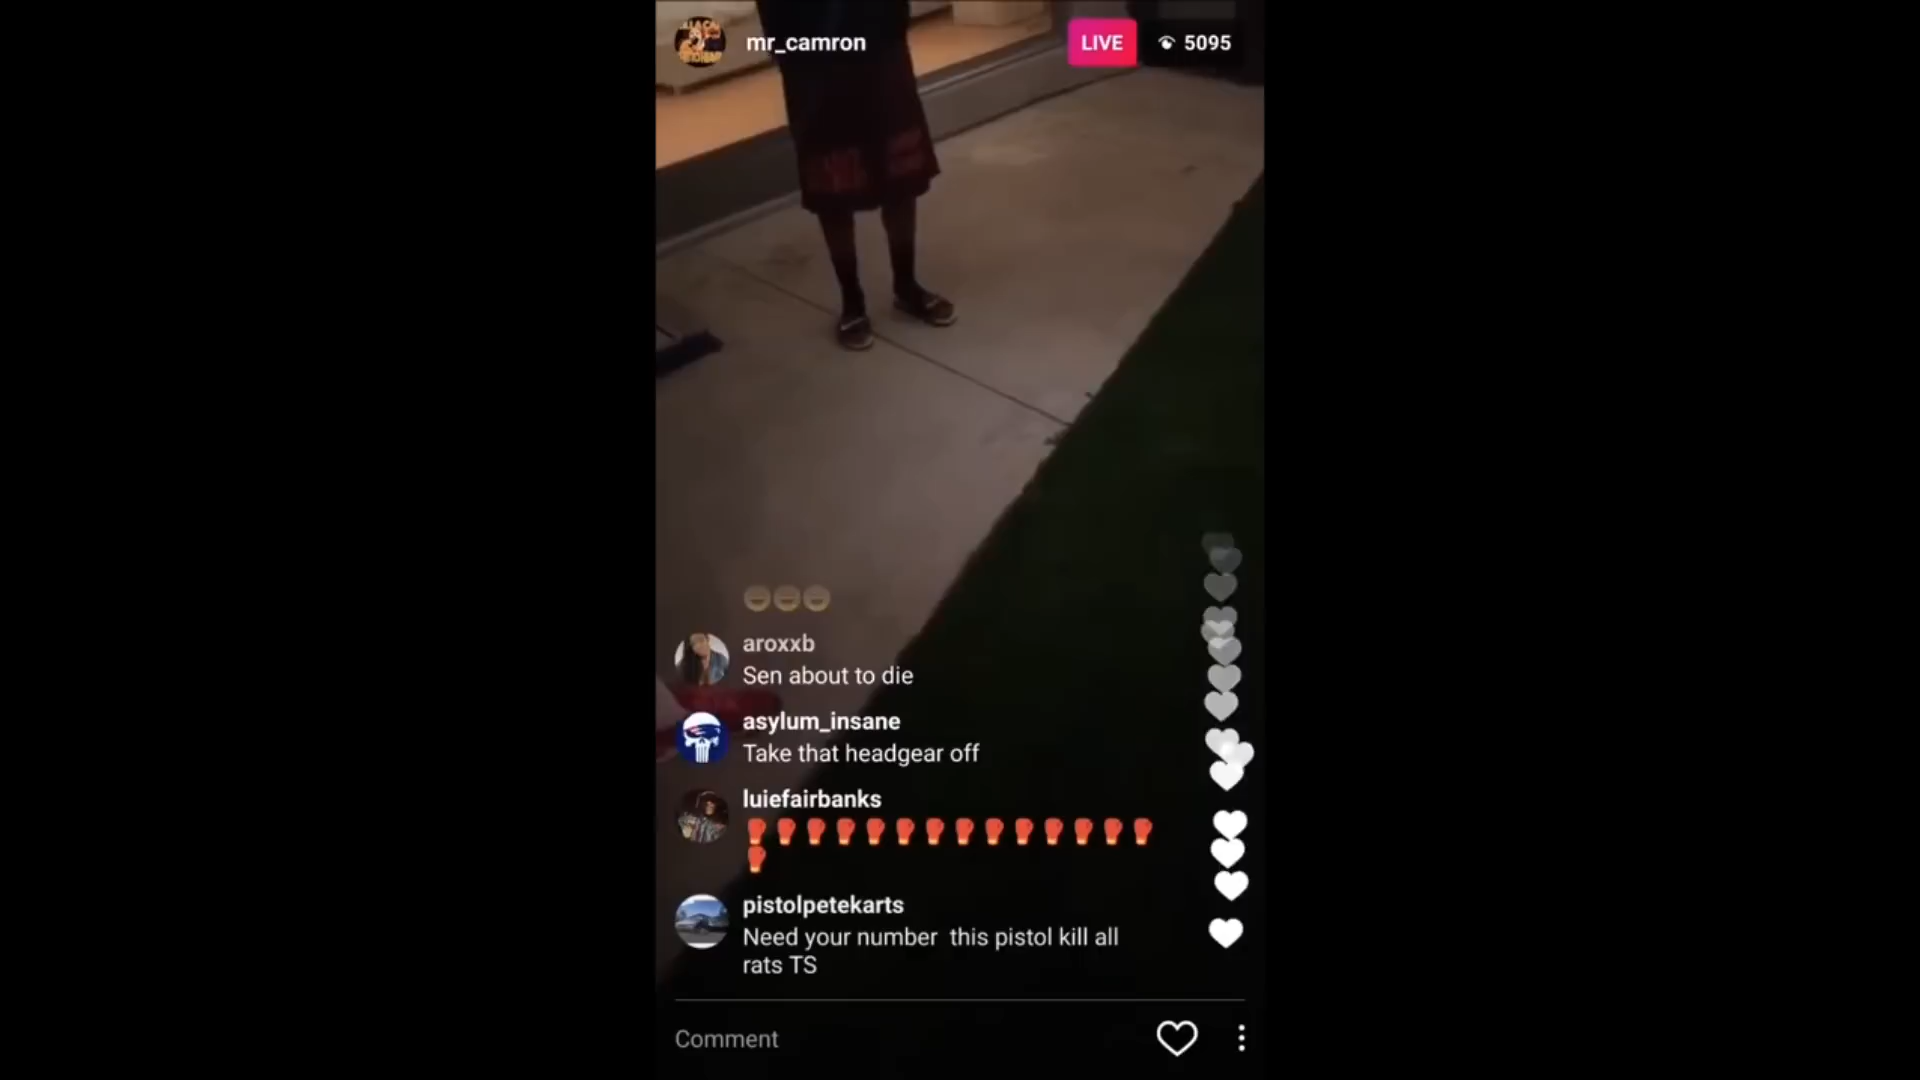 mr_camron
LIVE
5095
aroxxb
Sen about to die
asylum_insane
Take that headgear off
luiefairbanks
pistolpetekarts
Need your number  this pistol kill all
rats TS
Comment